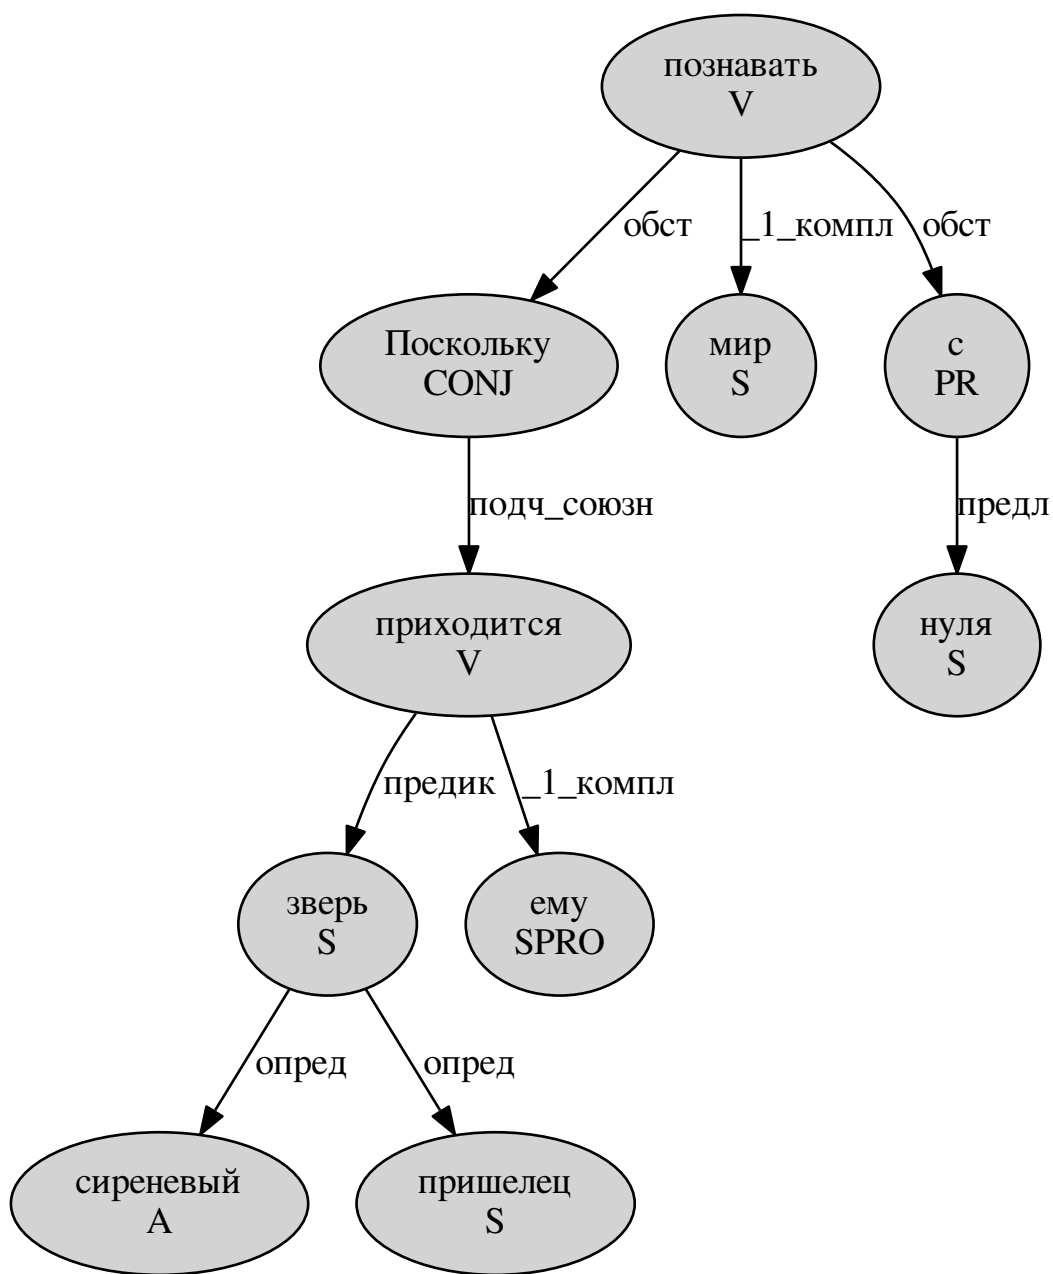 познавать
V
обст
_1_компл
обст
Поскольку
CONJ
мир
S
с
PR
подч_союзн
предл
приходится
V
нуля
S
предик
_1_компл
зверь
S
ему
SPRO
опред
опред
сиреневый
A
пришелец
S